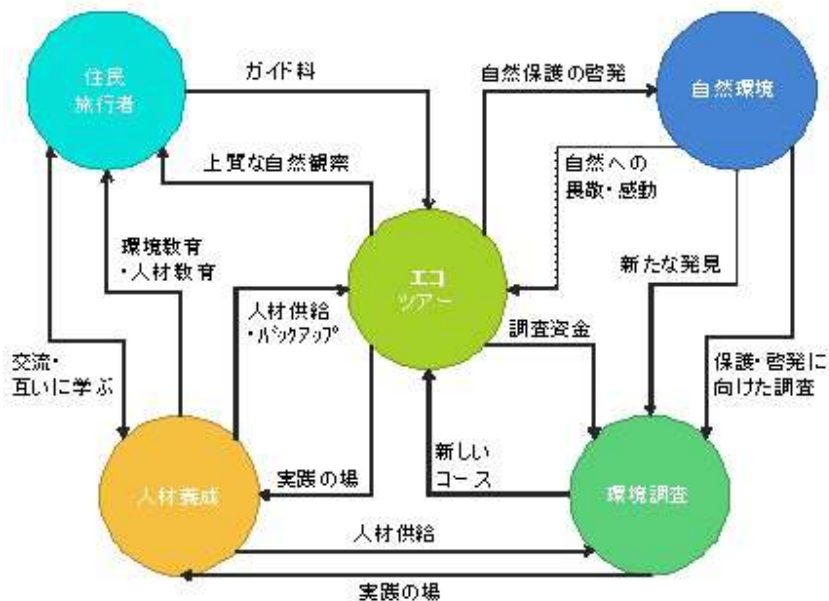 住民
旅行者
ガイド料
自然保護の啓発
自然環境
上質な自然観察
自然への
畏敬・感動
環境教育
・人材教育
エコ
ツアー
新たな発見
人材供給
・バックアップ
調査資金
交流・
互いに学ぶ
保護・啓発に
向けた調査
人材養成
実践の場
新しい
コース
環境調査
人材供給
実践の場